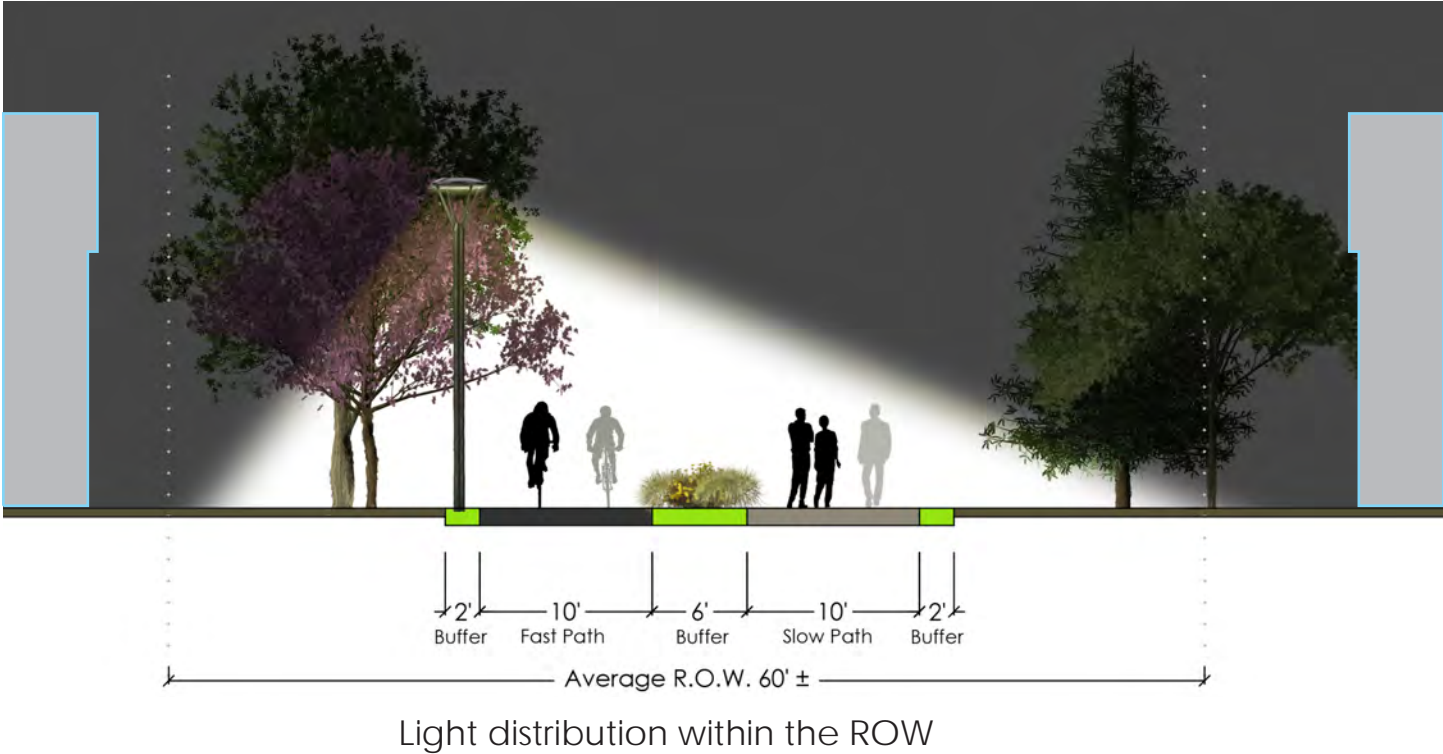 2' 10' 6' 10' 2'
Buffer Fast Path Buffer Slow Path Buffer
Average R.O.W. 60' ±
Light distribution within the ROW